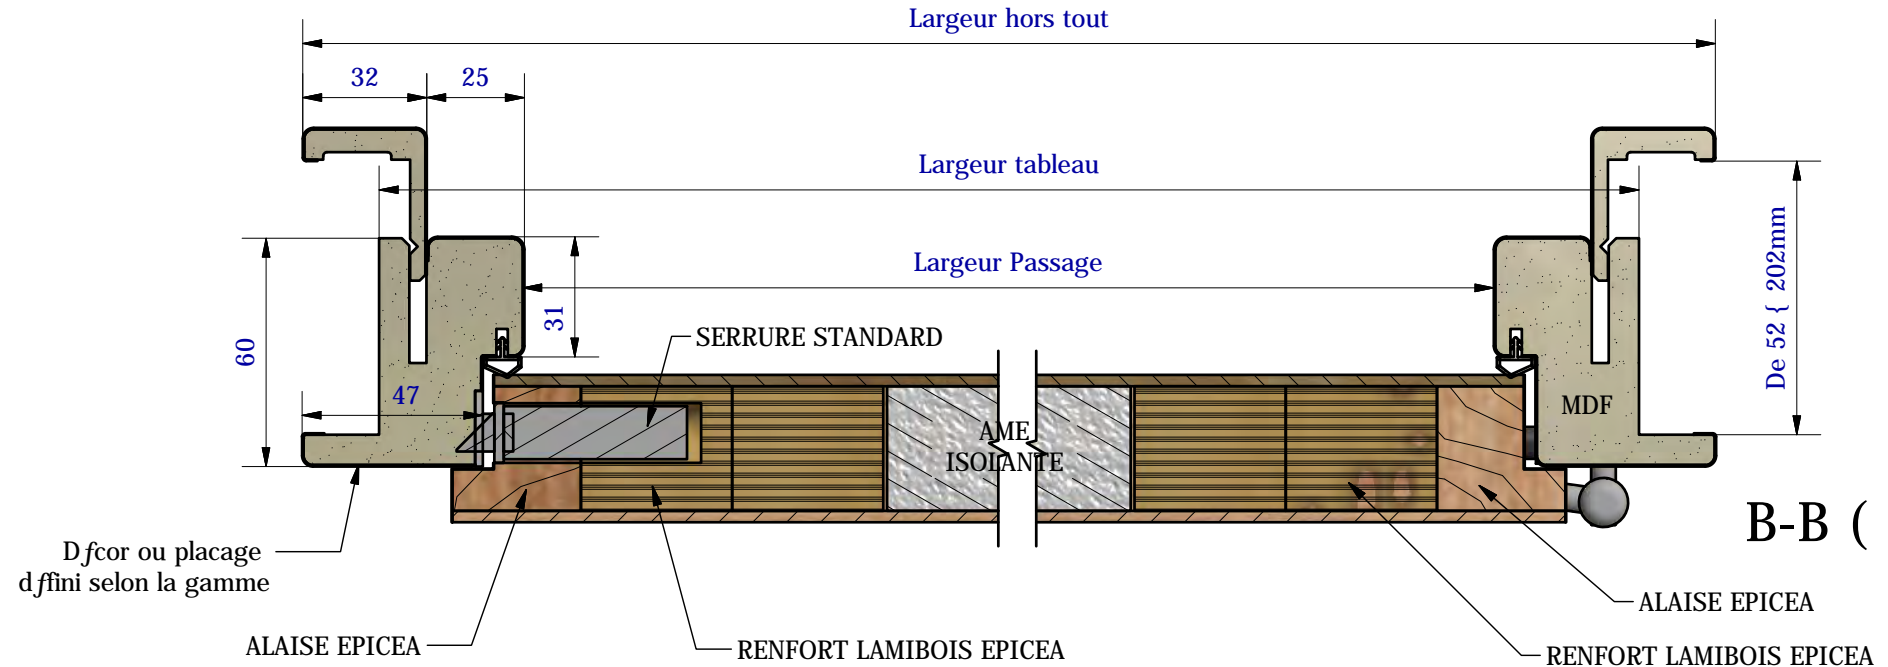 Largeur hors tout
32
25
Largeur tableau
Largeur Passage
60
31
De 52 { 202mm
SERRURE STANDARD
47
MDF
AME
ISOLANTE
B-B (
Dƒcor ou placage
dƒfini selon la gamme
ALAISE EPICEA
RENFORT LAMIBOIS EPICEA
ALAISE EPICEA
RENFORT LAMIBOIS EPICEA